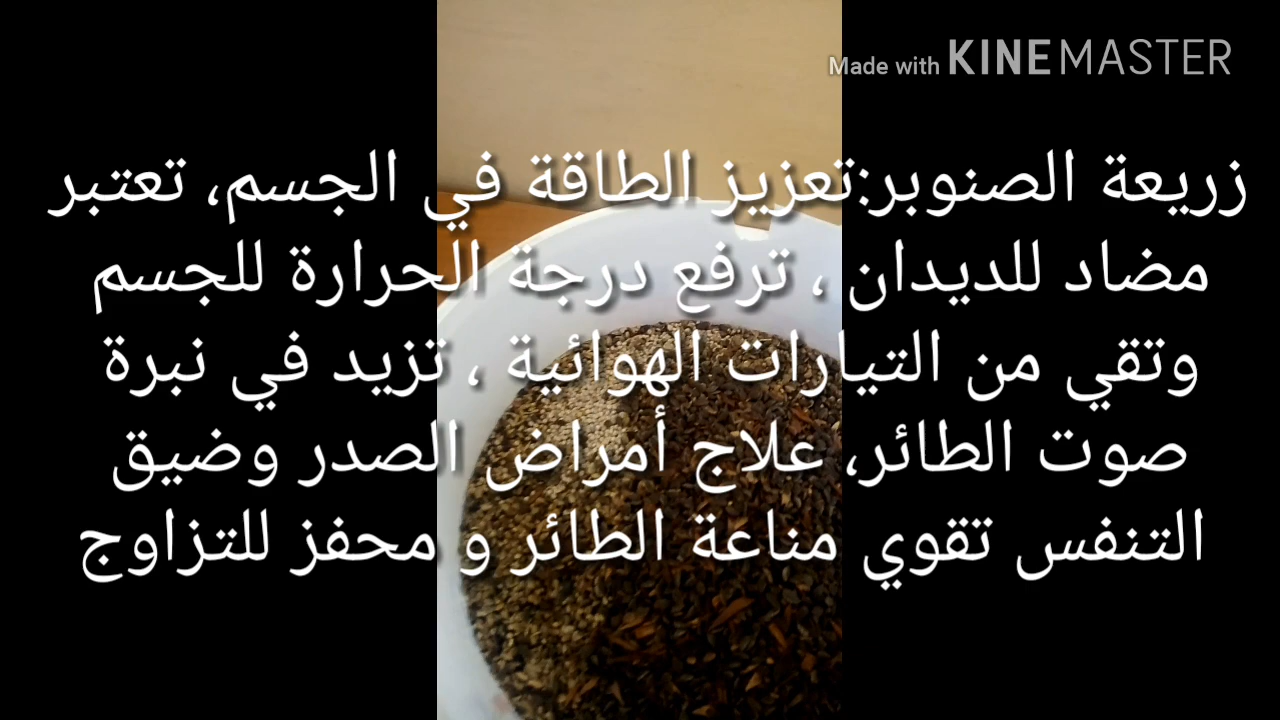 Made with KINEMASTER
زريعة الصنوبر:تعزيز الطاقة في الجسم، تعتبر
مضاد للديدان ، ترفع درجة الحرارة للجسم
وتقي من التيارات الهوائية ، تزيد في نبرة
صوت الطائر، علاج أمراض الصدر وضيق
التنفس تقوي مناعة الطائر و محفز للتزاوج